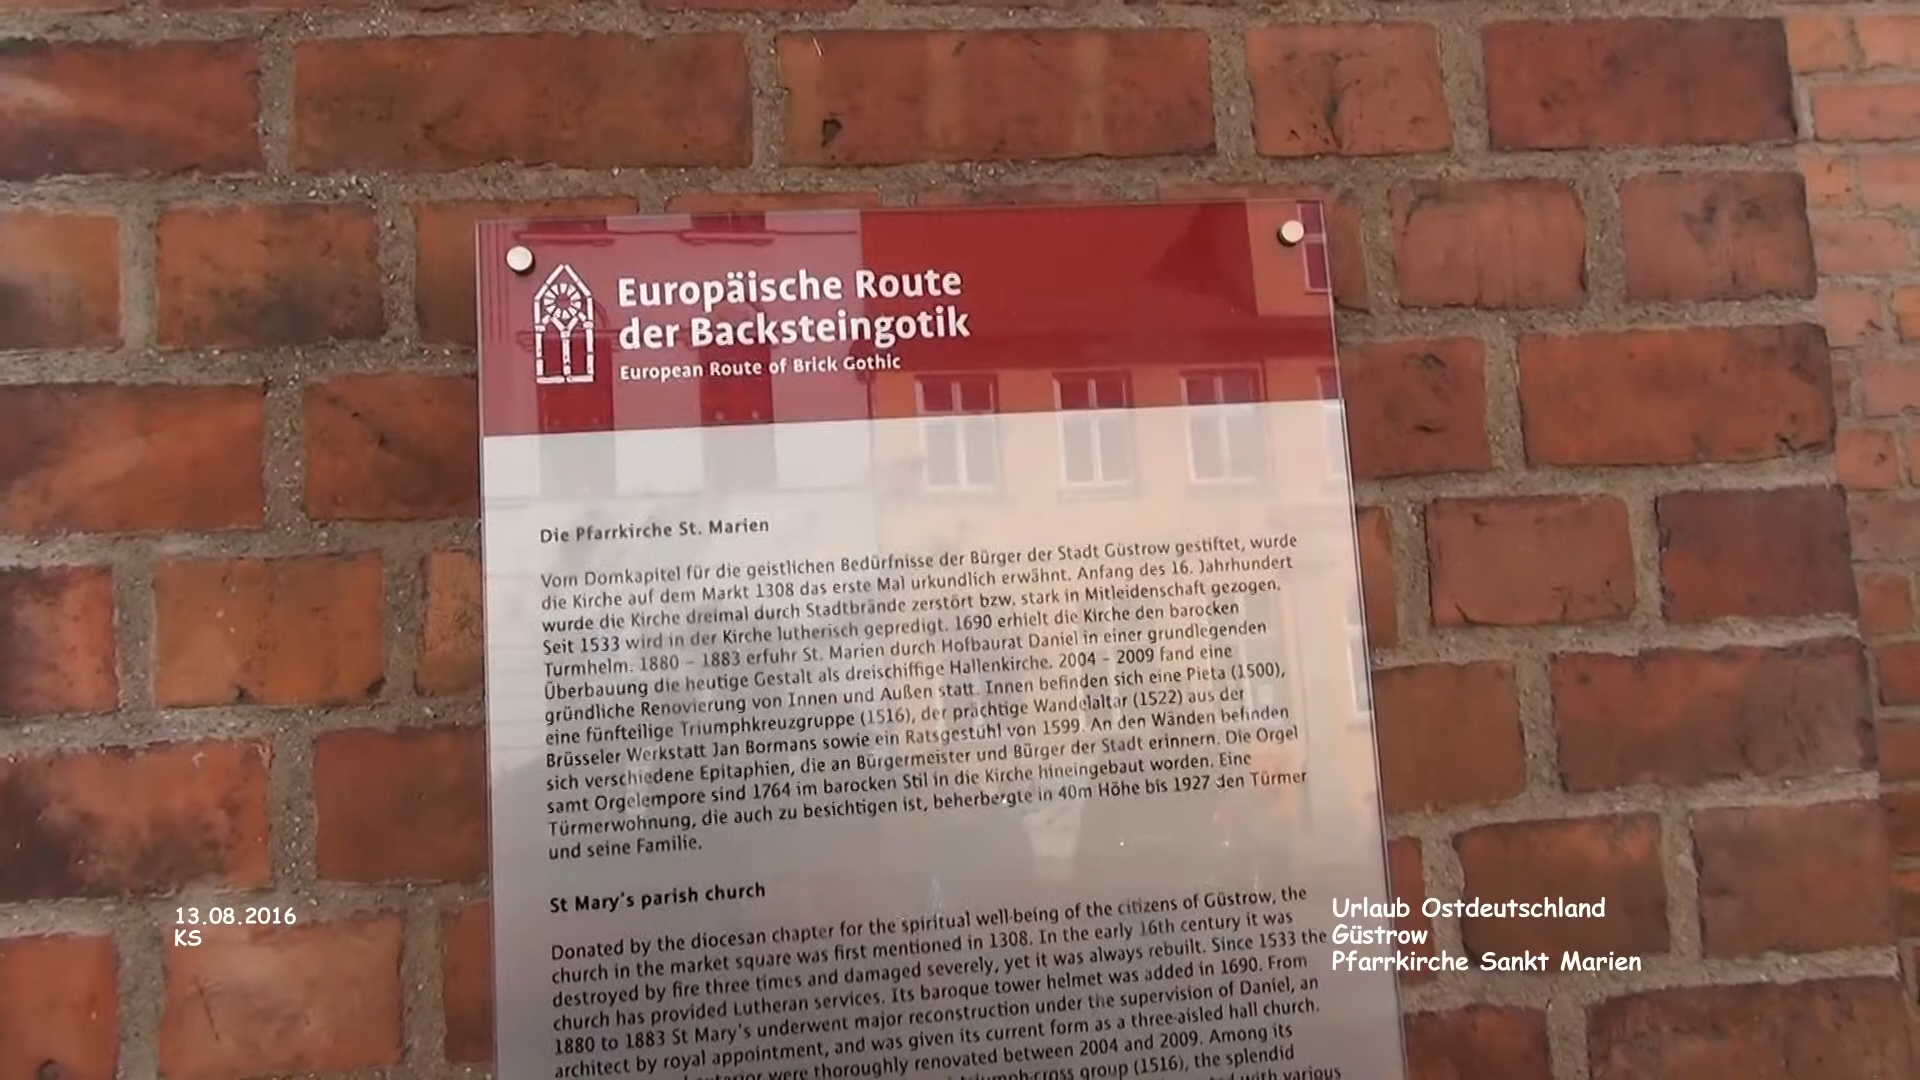 Europäische Route
der Backsteingotik
European Route of Brick Gothic
Die Pfarrkirche St. Marien
Vom Domkapitel für die geistlichen Bedürfnisse der Bürger der Stadt Güstrow gestiftet, wurde
die Kirche auf dem Markt 1308 das erste Mal urkundlich erwähnt. Anfang des 16. Jahrhundert
wurde die Kirche dreimal durch Stadtbrände zerstört bzw. stark in Mitleidenschaft gezogen.
Seit 1533 wird in der Kirche lutherisch gepredigt. 1690 erhielt die Kirche den barocken
Turmhelm. 1880 – 1883 erfuhr St. Marien durch Hofbaurat Daniel in einer grundlegenden
Überbauung die heutige Gestalt als dreischiffige Hallenkirche. 2004 – 2009 fand eine
gründliche Renovierung von Innen und Außen statt. Innen befinden sich eine Pieta (1500),
eine fünfteilige Triumphkreuzgruppe (1516), der prächtige Wandelaltar (1522) aus der
Brüsseler Werkstatt Jan Bormans sowie ein Ratsgestühl von 1599. An den Wänden befinden
sich verschiedene Epitaphien, die an Bürgermeister und Bürger der Stadt erinnern. Die Orgel
samt Orgelempore sind 1764 im barocken Stil in die Kirche hineingebaut worden. Eine
Türmerwohnung, die auch zu besichtigen ist, beherbergte in 40m Höhe bis 1927 den Türmer
und seine Familie.
St Mary's parish church
Donated by the diocesan chapter for the spiritual well-being of the citizens of Güstrow, the
church in the market square was first mentioned in 1308. In the early 16th century it was
destroyed by fire three times and damaged severely, yet it was always rebuilt. Since 1533 the
church has provided Lutheran services. Its baroque tower helmet was added in 1690. From
1880 to 1883 St Mary's underwent major reconstruction under the supervision of Daniel, an
architect by royal appointment, and was given its current form as a three-aisled hall church.
were thoroughly renovated between 2004 and 2009. Among its
group (1516), the splendid
with various
13.08.2016
KS
Urlaub Ostdeutschland
Güstrow
Pfarrkirche Sankt Marien